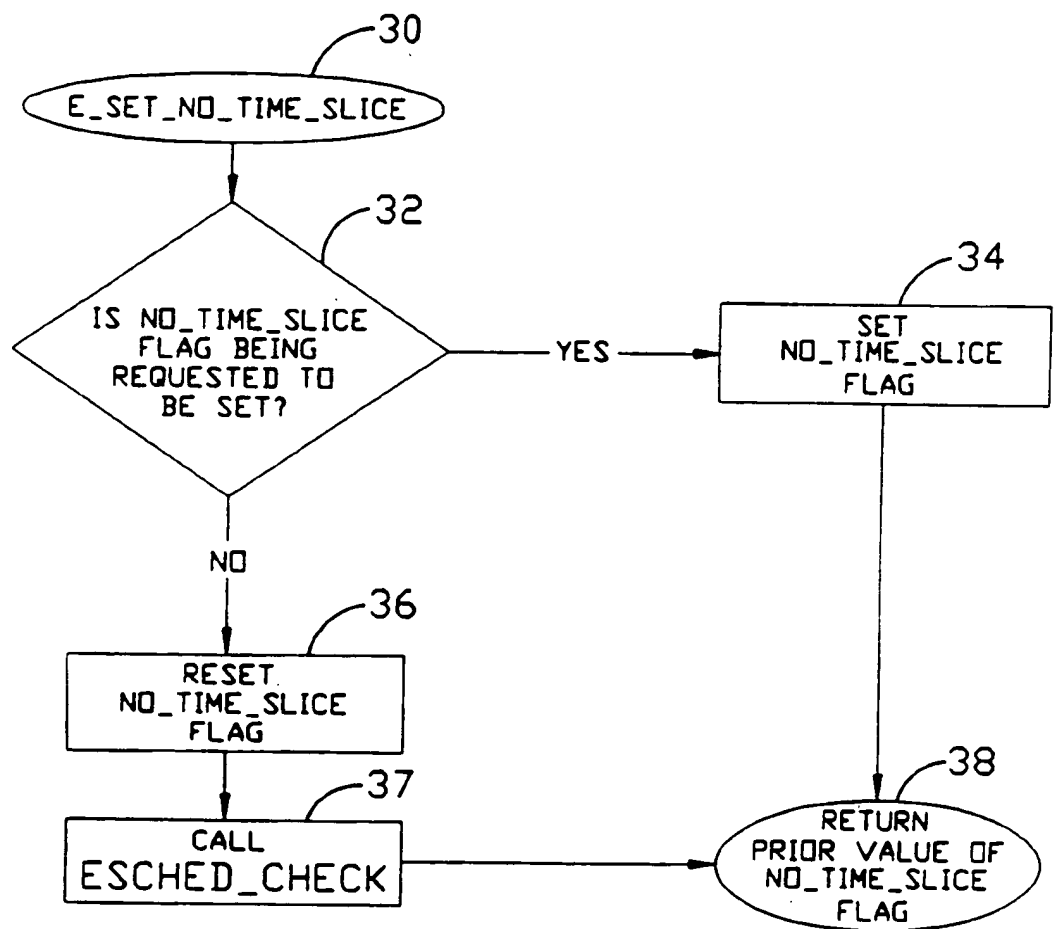 30
E_SET_NO_TIME_SLICE
32
IS NO_TIME_SLICE
FLAG BEING
REQUESTED TO
BE SET?
YES
34
SET
NO_TIME_SLICE
FLAG
NO
36
RESET
NO_TIME_SLICE
FLAG
37
CALL
ESCHED_CHECK
38
RETURN
PRIOR VALUE OF
NO_TIME_SLICE
FLAG